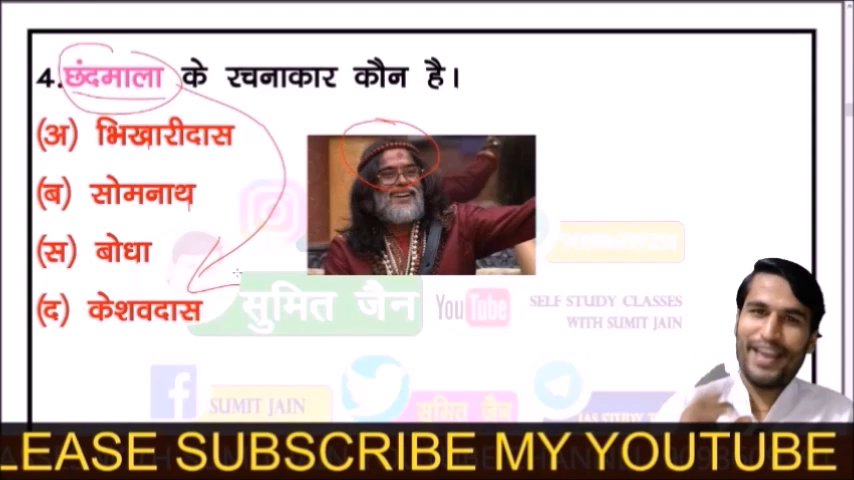 4.छंदमाला के रचनाकार कौन है।
(अ) भिखारीदास
(ब) सोमनाथ
(स) बोधा
(द) केशवदास
सुमित जैन
YouTube
SELF STUDY CLASSES
WITH SUMIT JAIN
SUMIT JAIN
सुमित जैन
LEASE SUBSCRIBE MY YOUTUBE